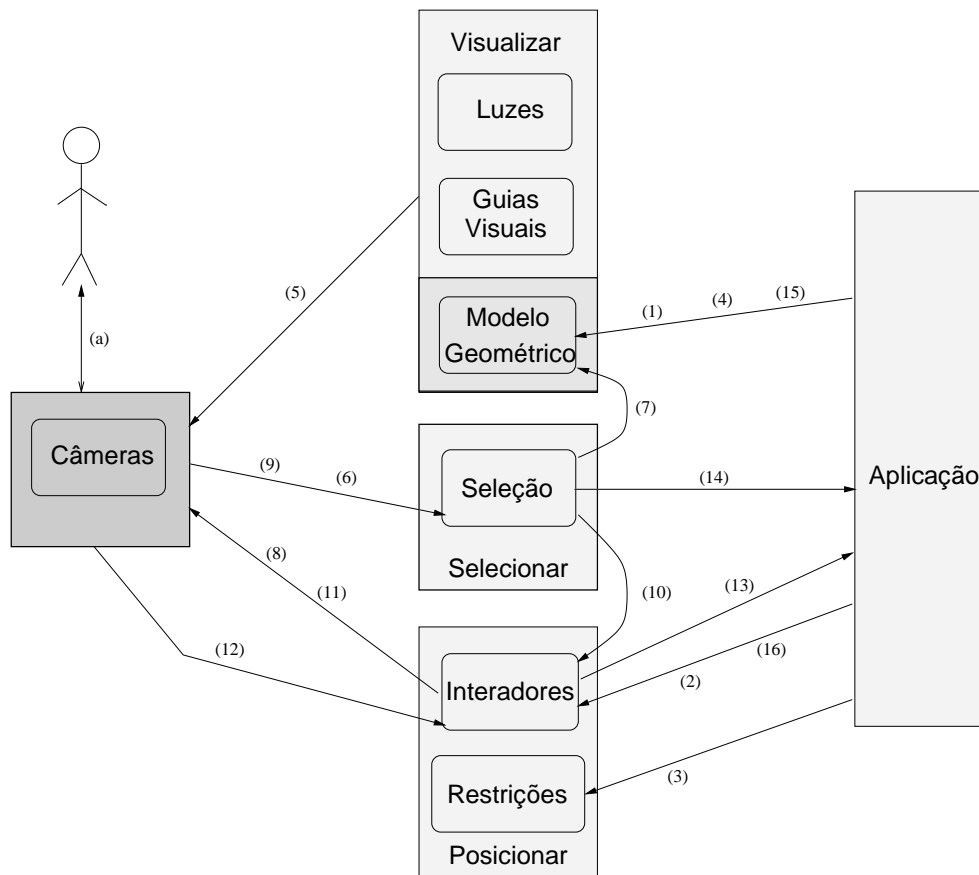 Visualizar
Luzes
Guias
Visuais
(5)
(1)
(4)
(15)
Modelo
Geométrico
(a)
(7)
Câmeras
(9)
(6)
Seleção
(14)
Aplicação
(8)
Selecionar
(11)
(10)
(13)
(12)
(16)
Interadores
(2)
(3)
Restrições
Posicionar